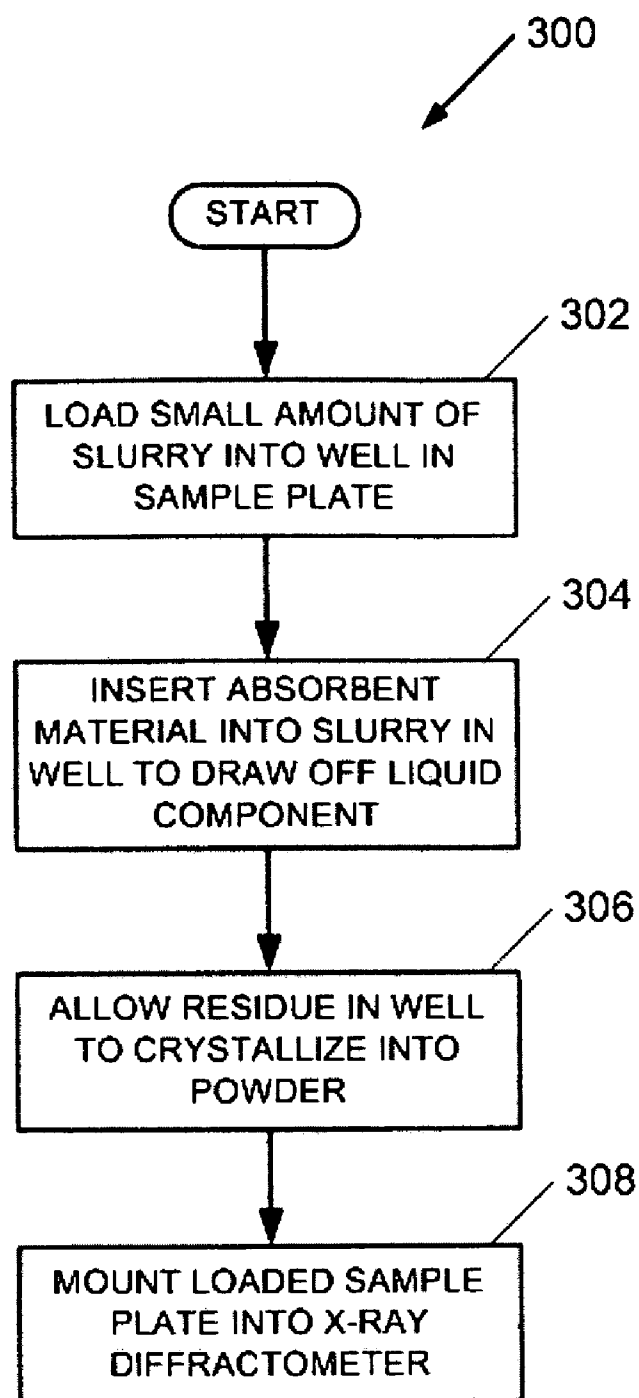 300
START
302
LOAD SMALL AMOUNT OF
SLURRY INTO WELL IN
SAMPLE PLATE
304
INSERT ABSORBENT
MATERIAL INTO SLURRY IN
WELL TO DRAW OFF LIQUID
COMPONENT
306
ALLOW RESIDUE IN WELL
TO CRYSTALLIZE INTO
POWDER
308
MOUNT LOADED SAMPLE
PLATE INTO X-RAY
DIFFRACTOMETER